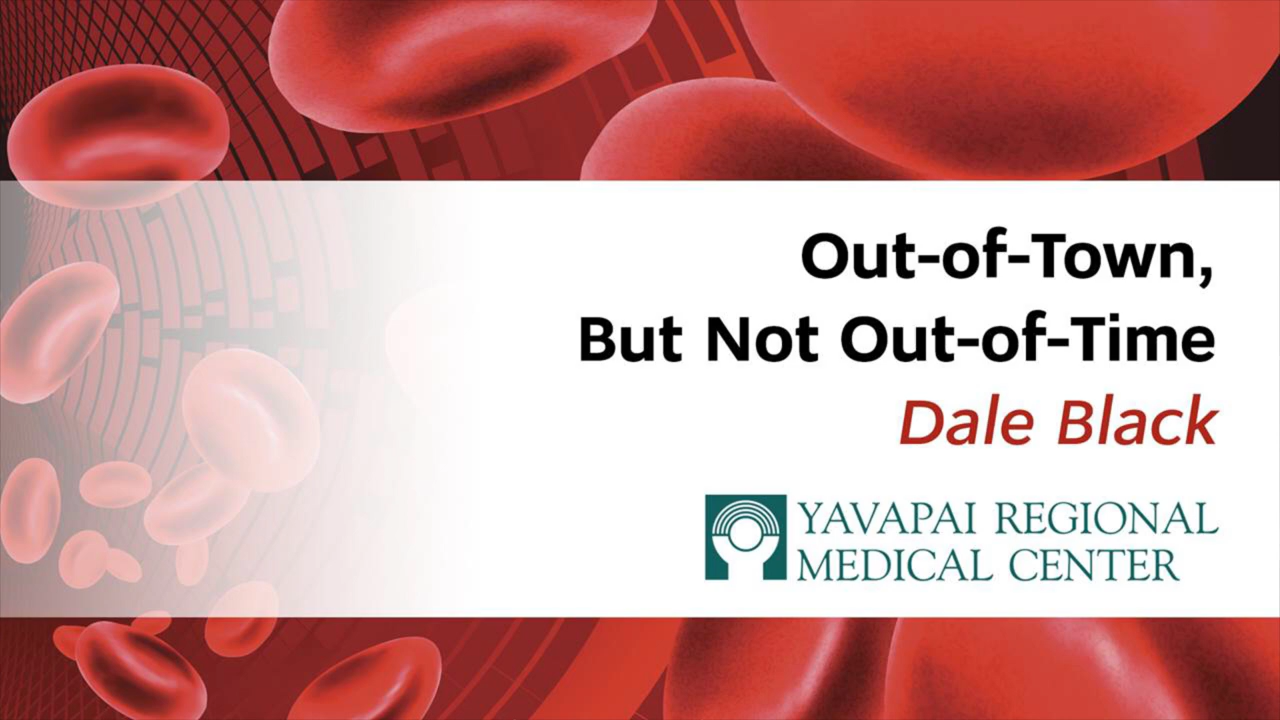 Out-of-Town,
But Not Out-of-Time
Dale Black
YAVAPAI REGIONAL
MEDICAL CENTER